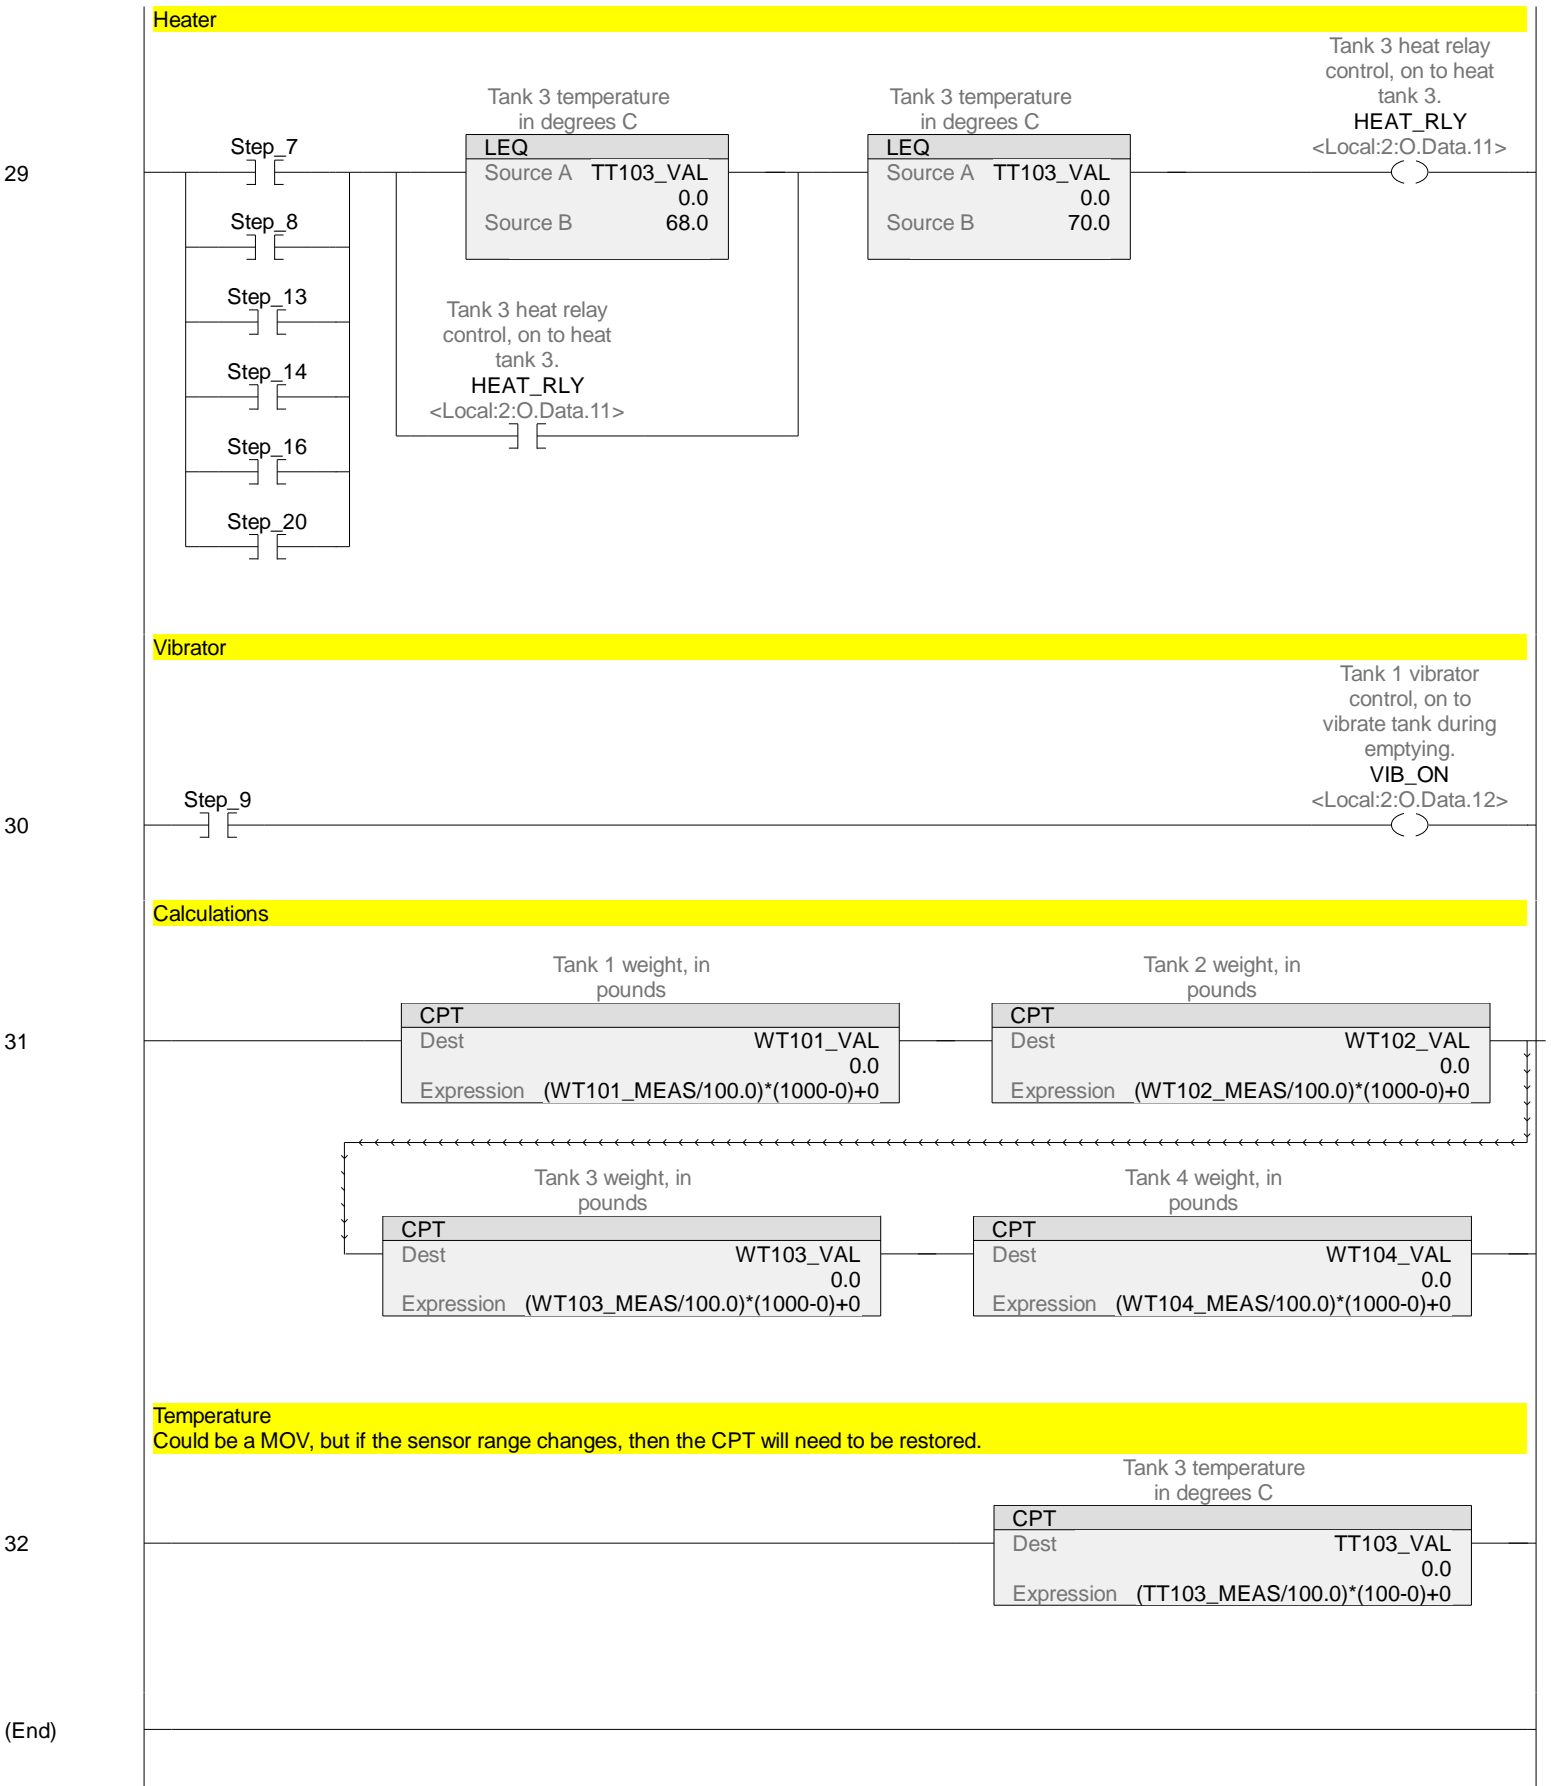 Heater
Tank 3 heat relay
control, on to heat
tank 3.
HEAT_RLY
<Local:2:O.Data.11>
Tank 3 temperature
in degrees C
LEQ
Source A TT103_VAL
0.0
Source B 68.0
Tank 3 temperature
in degrees C
LEQ
Source A TT103_VAL
0.0
Source B 70.0
29
Step_7
Step_8
Step_13
Step_14
Step_16
Step_20
Tank 3 heat relay
control, on to heat
tank 3.
HEAT_RLY
<Local:2:O.Data.11>
Vibrator
Tank 1 vibrator
control, on to
vibrate tank during
emptying.
VIB_ON
<Local:2:O.Data.12>
Step_9
30
Calculations
Tank 1 weight, in
pounds
CPT
Dest WT101_VAL
0.0
Expression (WT101_MEAS/100.0)*(1000-0)+0
Tank 2 weight, in
pounds
CPT
Dest WT102_VAL
0.0
Expression (WT102_MEAS/100.0)*(1000-0)+0
31
Tank 3 weight, in
pounds
CPT
Dest WT103_VAL
0.0
Expression (WT103_MEAS/100.0)*(1000-0)+0
Tank 4 weight, in
pounds
CPT
Dest WT104_VAL
0.0
Expression (WT104_MEAS/100.0)*(1000-0)+0
Temperature
Could be a MOV, but if the sensor range changes, then the CPT will need to be restored.
Tank 3 temperature
in degrees C
CPT
Dest TT103_VAL
0.0
Expression (TT103_MEAS/100.0)*(100-0)+0
32
(End)